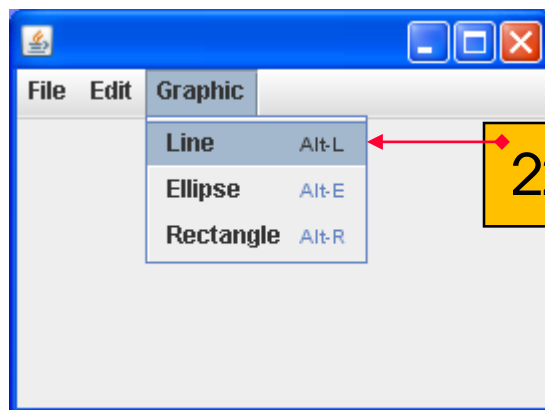 File Edit Graphic
Line Alt-L
Ellipse Alt-E
Rectangle Alt-R